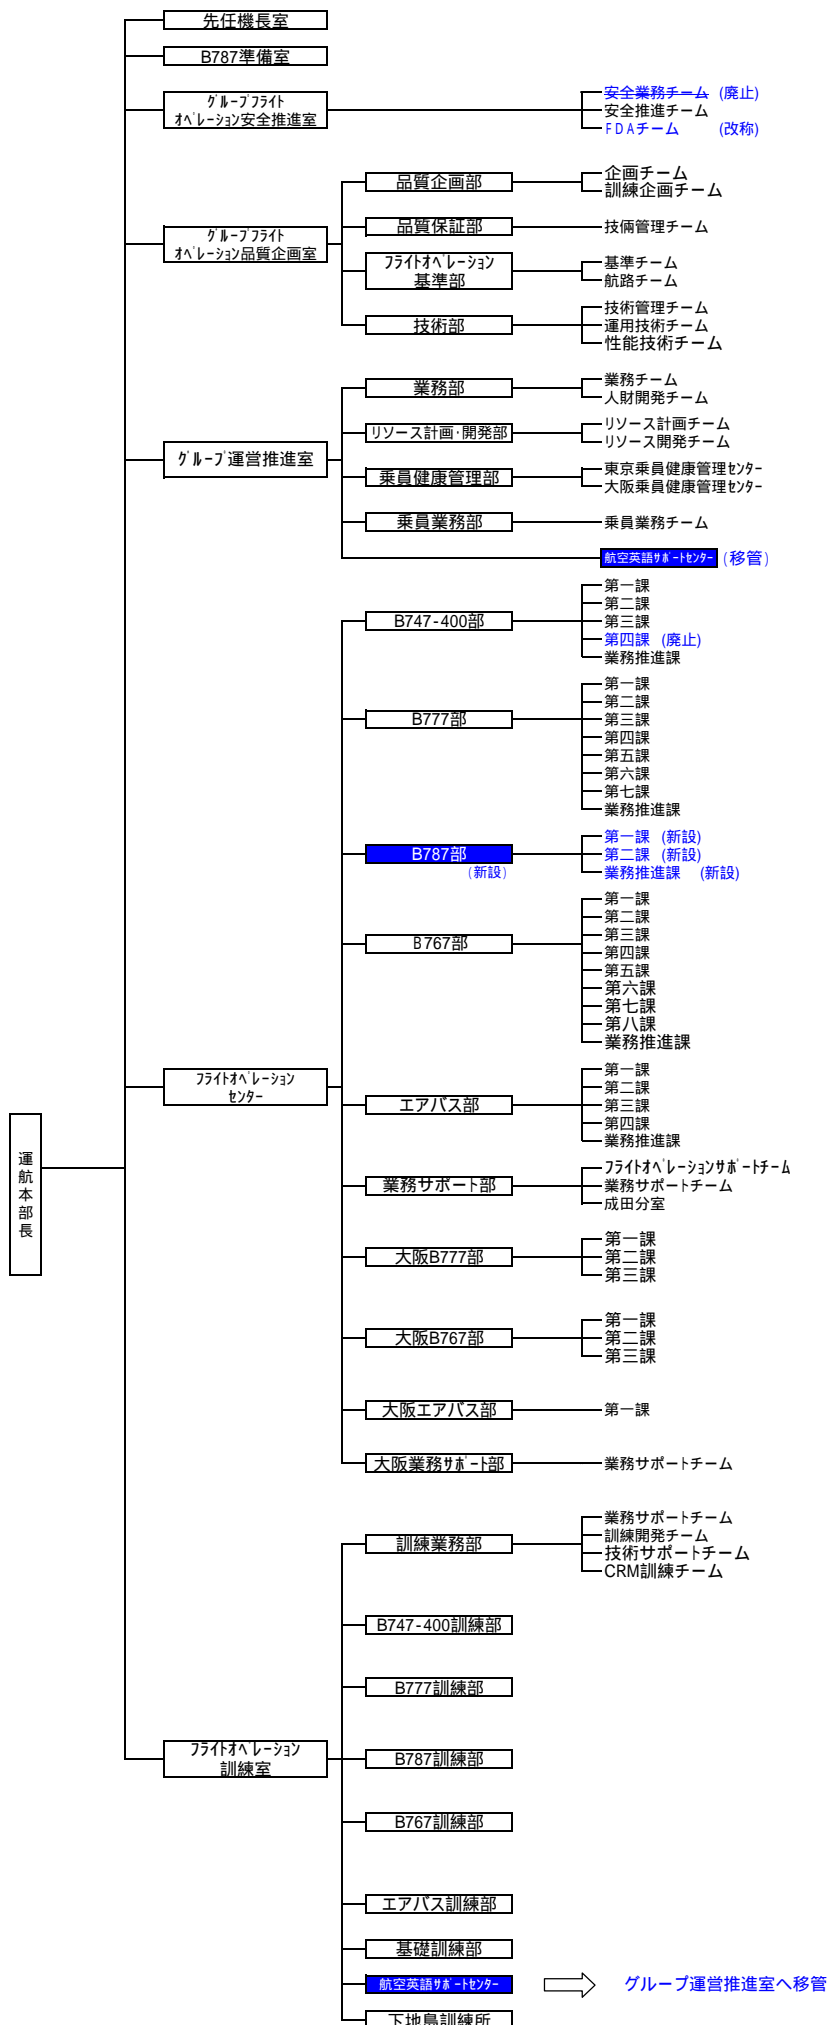 先任機長室
B787準備室
ｸﾞﾙｰﾌﾟﾌﾗｲﾄ
ｵﾍﾟﾚｰｼｮﾝ安全推進室
安全業務チーム (廃止)
安全推進チーム
FDAチーム (改称)
ｸﾞﾙｰﾌﾟﾌﾗｲﾄ
ｵﾍﾟﾚｰｼｮﾝ品質企画室
品質企画部
企画チーム
訓練企画チーム
品質保証部
技倆管理チーム
ﾌﾗｲﾄｵﾍﾟﾚｰｼｮﾝ
基準部
基準チーム
航路チーム
技術部
技術管理チーム
運用技術チーム
性能技術チーム
ｸﾞﾙｰﾌﾟ運営推進室
業務部
業務チーム
人財開発チーム
ﾘソース計画・開発部
ﾘソース計画チーム
ﾘソース開発チーム
乗員健康管理部
東京乗員健康管理ｾﾝﾀｰ
大阪乗員健康管理ｾﾝﾀｰ
乗員業務部
乗員業務チーム
航空英語ｻﾎﾟｰﾄｾﾝﾀｰ (移管)
B747-400部
第一課
第二課
第三課
第四課 (廃止)
業務推進課
B777部
第一課
第二課
第三課
第四課
第五課
第六課
第七課
業務推進課
B787部
(新設)
第一課 (新設)
第二課 (新設)
業務推進課 (新設)
B767部
第一課
第二課
第三課
第四課
第五課
第六課
第七課
第八課
業務推進課
運航本部長
ﾌﾗｲﾄｵﾍﾟﾚｰｼｮﾝ
ｾﾝﾀｰ
エアバス部
第一課
第二課
第三課
第四課
業務推進課
業務サポート部
ﾌﾗｲﾄｵﾍﾟﾚｰｼｮﾝｻﾎﾟｰﾄチーム
業務サポートチーム
成田分室
大阪B777部
第一課
第二課
第三課
大阪B767部
第一課
第二課
第三課
大阪エアバス部
第一課
大阪業務ｻﾎﾟｰﾄ部
業務サポートチーム
訓練業務部
業務サポートチーム
訓練開発チーム
技術サポートチーム
CRM訓練チーム
B747-400訓練部
B777訓練部
ﾌﾗｲﾄｵﾍﾟﾚｰｼｮﾝ
訓練室
B787訓練部
B767訓練部
エアバス訓練部
基礎訓練部
航空英語ｻﾎﾟｰﾄｾﾝﾀｰ
グループ運営推進室へ移管
下地島訓練所